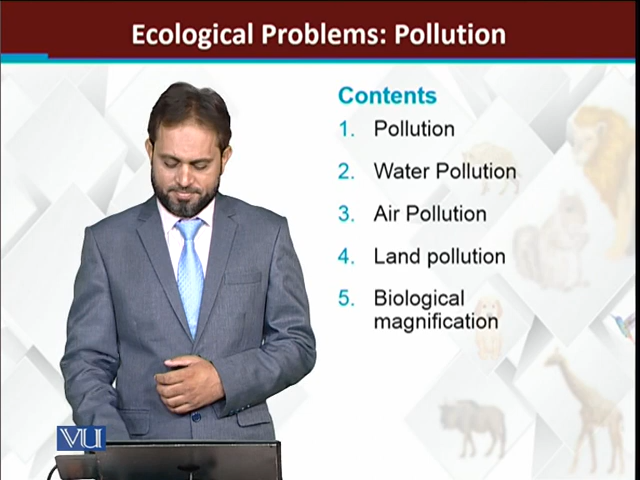 Ecological Problems: Pollution
Contents
1. Pollution
2. Water Pollution
3. Air Pollution
4. Land pollution
5. Biological
magnification
VU